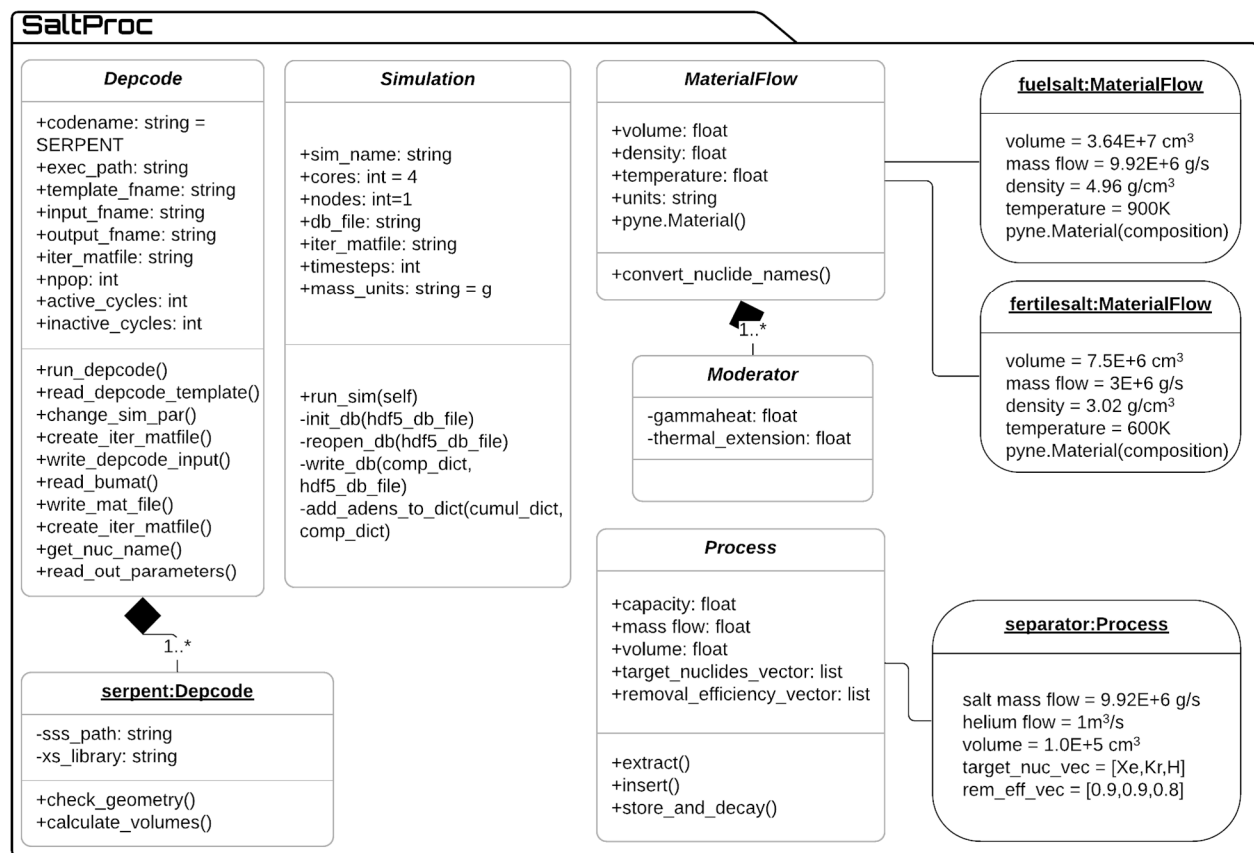 SaltProc
Depcode
+codename: string =
SERPENT
+exec_path: string
+template_fname: string
+input_fname: string
+output_fname: string
+iter_matfile: string
+npop: int
+active_cycles: int
+inactive_cycles: int
+run_depcode()
+read_depcode_template()
+change_sim_par()
+create_iter_matfile()
+write_depcode_input()
+read_bumat()
+write_mat_file()
+create_iter_matfile()
+get_nuc_name()
+read_out_parameters()
1..*
serpent:Depcode
-sss_path: string
-xs_library: string
+check_geometry()
+calculate_volumes()
Simulation
+sim_name: string
+cores: int = 4
+nodes: int=1
+db_file: string
+iter_matfile: string
+timesteps: int
+mass_units: string = g
+run_sim(self)
-init_db(hdf5_db_file)
-reopen_db(hdf5_db_file)
-write_db(comp_dict,
hdf5_db_file)
-add_adens_to_dict(cumul_dict,
comp_dict)
MaterialFlow
+volume: float
+density: float
+temperature: float
+units: string
+pyne.Material()
+convert_nuclide_names()
1..*
Moderator
-gammaheat: float
-thermal_extension: float
Process
+capacity: float
+mass flow: float
+volume: float
+target_nuclides_vector: list
+removal_efficiency_vector: list
+extract()
+insert()
+store_and_decay()
fuelsalt:MaterialFlow
volume = 3.64E+7 cm³
mass flow = 9.92E+6 g/s
density = 4.96 g/cm³
temperature = 900K
pyne.Material(composition)
fertilesalt:MaterialFlow
volume = 7.5E+6 cm³
mass flow = 3E+6 g/s
density = 3.02 g/cm³
temperature = 600K
pyne.Material(composition)
separator:Process
salt mass flow = 9.92E+6 g/s
helium flow = 1m³/s
volume = 1.0E+5 cm³
target_nuc_vec = [Xe,Kr,H]
rem_eff_vec = [0.9,0.9,0.8]